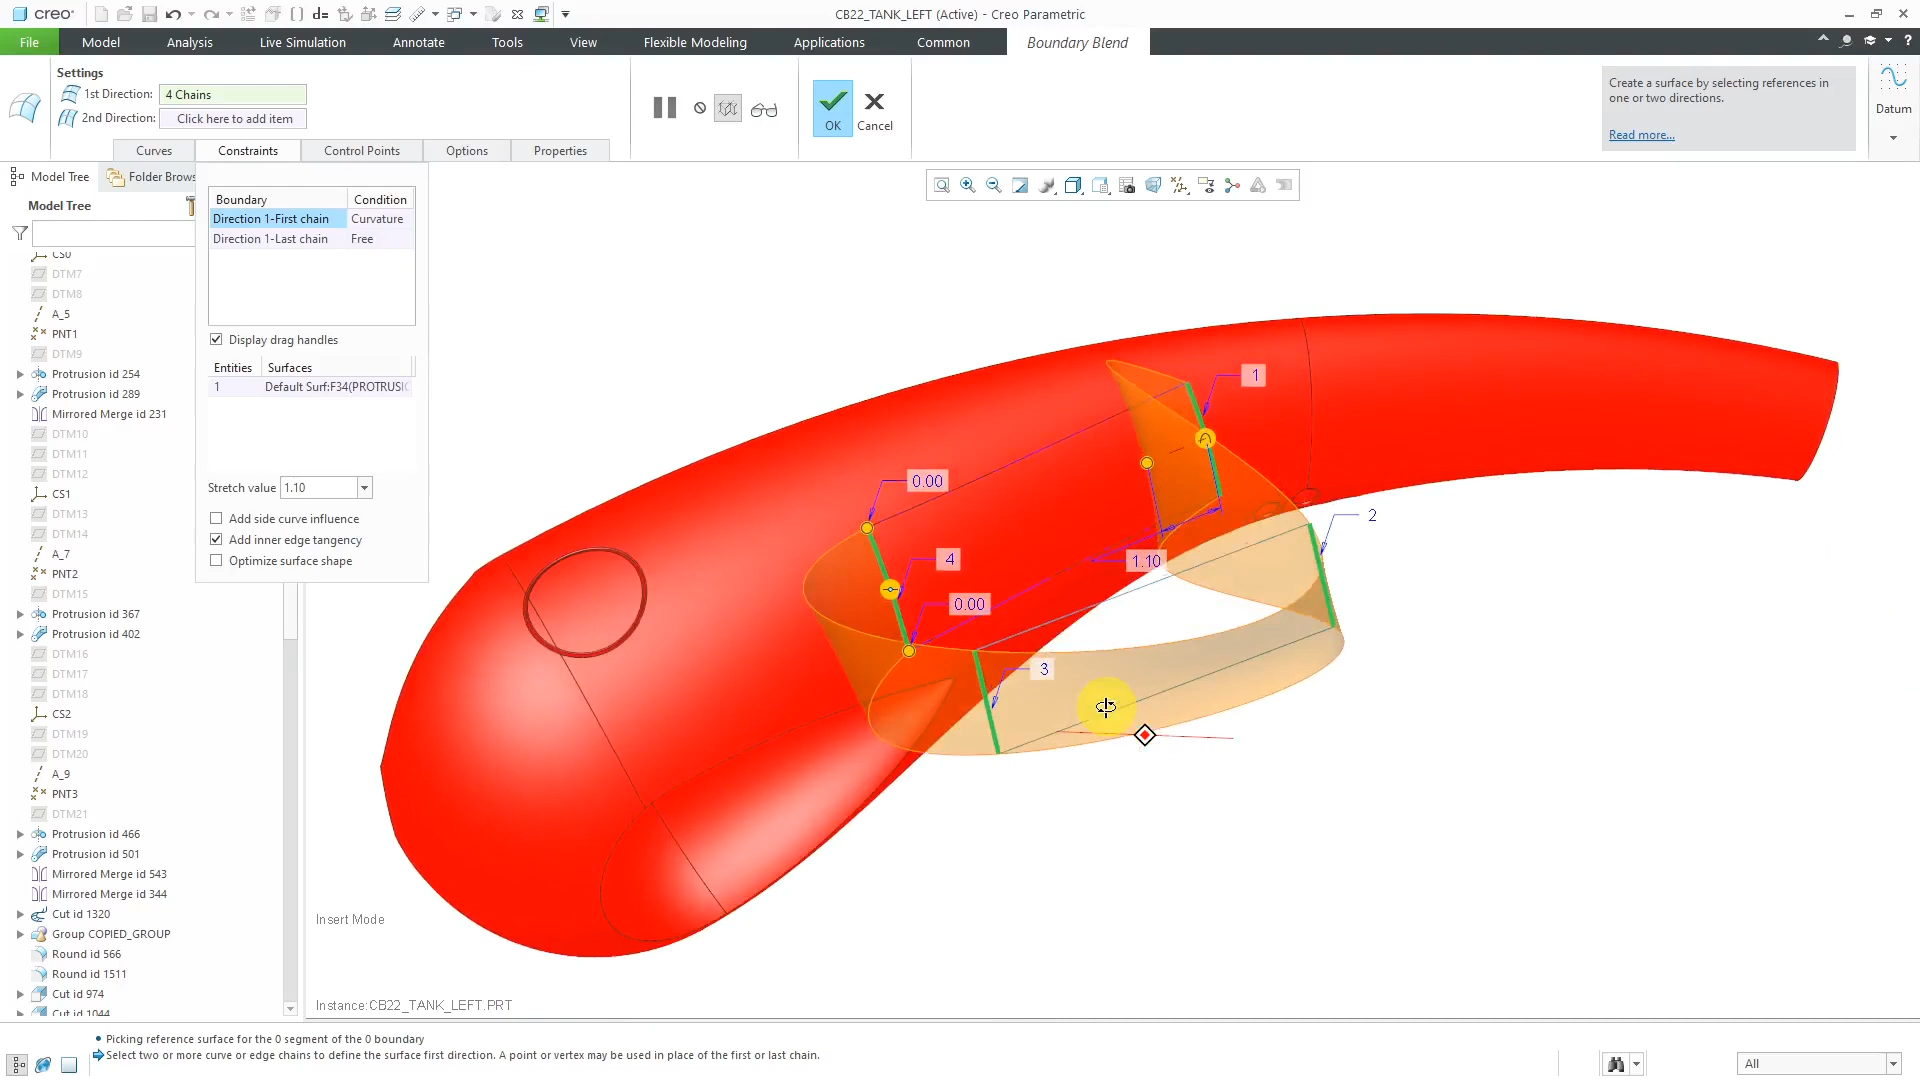 creo
d=
CB22_TANK_LEFT (Active) - Creo Parametric
File
Model
Analysis
Live Simulation
Annotate
Tools
View
Flexible Modeling
Applications
Common
Boundary Blend
Settings
1st Direction:
4 Chains
2nd Direction:
Click here to add item
OK
Cancel
Create a surface by selecting references in
one or two directions.
Read more...
Datum
Curves
Constraints
Control Points
Options
Properties
Model Tree
Folder Brows
Model Tree
CS0
DTM7
DTM8
A_5
PNT1
DTM9
Protrusion id 254
Protrusion id 289
Mirrored Merge id 231
DTM10
DTM11
DTM12
CS1
DTM13
DTM14
A_7
PNT2
DTM15
Protrusion id 367
Protrusion id 402
DTM16
DTM17
DTM18
CS2
DTM19
DTM20
A_9
PNT3
DTM21
Protrusion id 466
Protrusion id 501
Mirrored Merge id 543
Mirrored Merge id 344
Cut id 1320
Group COPIED_GROUP
Round id 566
Round id 1511
Cut id 974
Cut id 1044
Boundary Condition
Direction 1-First chain Curvature
Direction 1-Last chain Free
Display drag handles
Entities Surfaces
1 Default Surf:F34(PROTRUSIO
Stretch value 1.10
Add side curve influence
Add inner edge tangency
Optimize surface shape
1
0.00
2
4
1.10
0.00
3
Insert Mode
Instance:CB22_TANK_LEFT.PRT
Picking reference surface for the 0 segment of the 0 boundary
Select two or more curve or edge chains to define the surface first direction. A point or vertex may be used in place of the first or last chain.
All